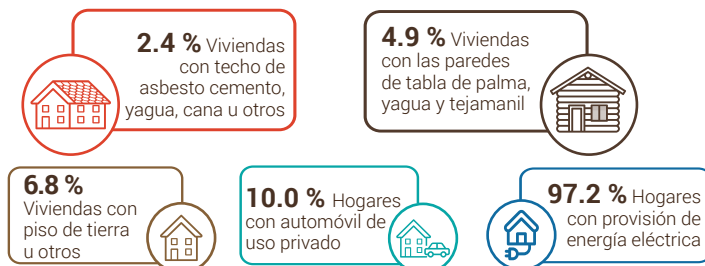 2.4 % Viviendas
con techo de
asbesto cemento,
yagua, cana u otros
4.9 % Viviendas
con las paredes
de tabla de palma,
yagua y tejamanil
6.8 %
Viviendas con
piso de tierra
u otros
10.0 % Hogares
con automóvil de
uso privado
97.2 % Hogares
con provisión de
energía eléctrica